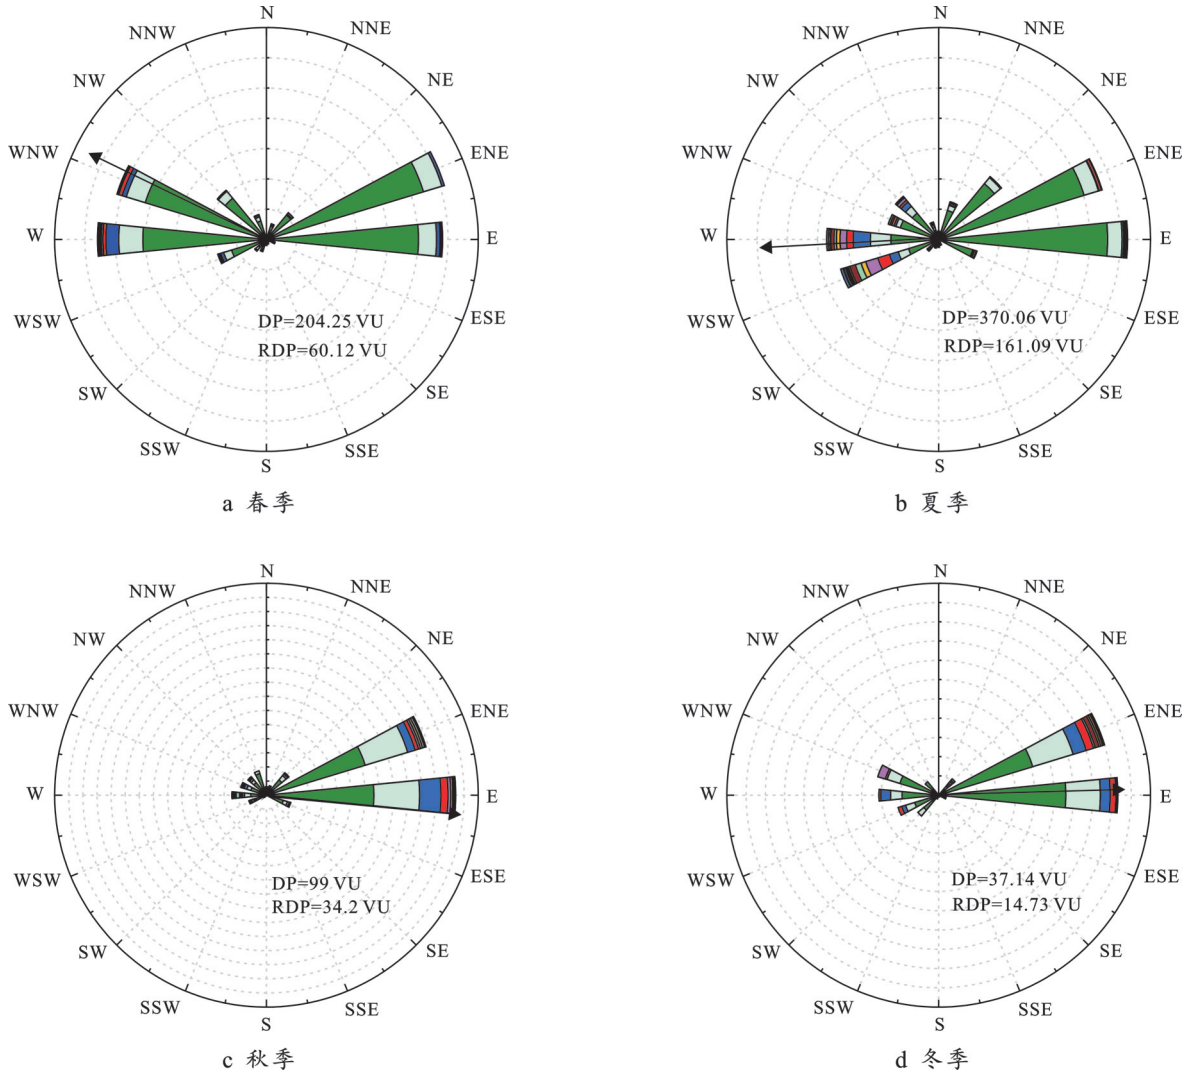 N
NNW
NNE
NW
NE
WNW
ENE
W
E
WSW
ESE
DP=204.25 VU
RDP=60.12 VU
SW
SE
SSW
SSE
S
a 春季
N
NNW
NNE
NW
NE
WNW
ENE
W
E
WSW
ESE
DP=370.06 VU
RDP=161.09 VU
SW
SE
SSW
SSE
S
b 夏季
N
NNW
NNE
NW
NE
WNW
ENE
W
E
WSW
ESE
DP=99 VU
RDP=34.2 VU
SW
SE
SSW
SSE
S
c 秋季
N
NNW
NNE
NW
NE
WNW
ENE
W
E
WSW
ESE
DP=37.14 VU
RDP=14.73 VU
SW
SE
SSW
SSE
S
d 冬季